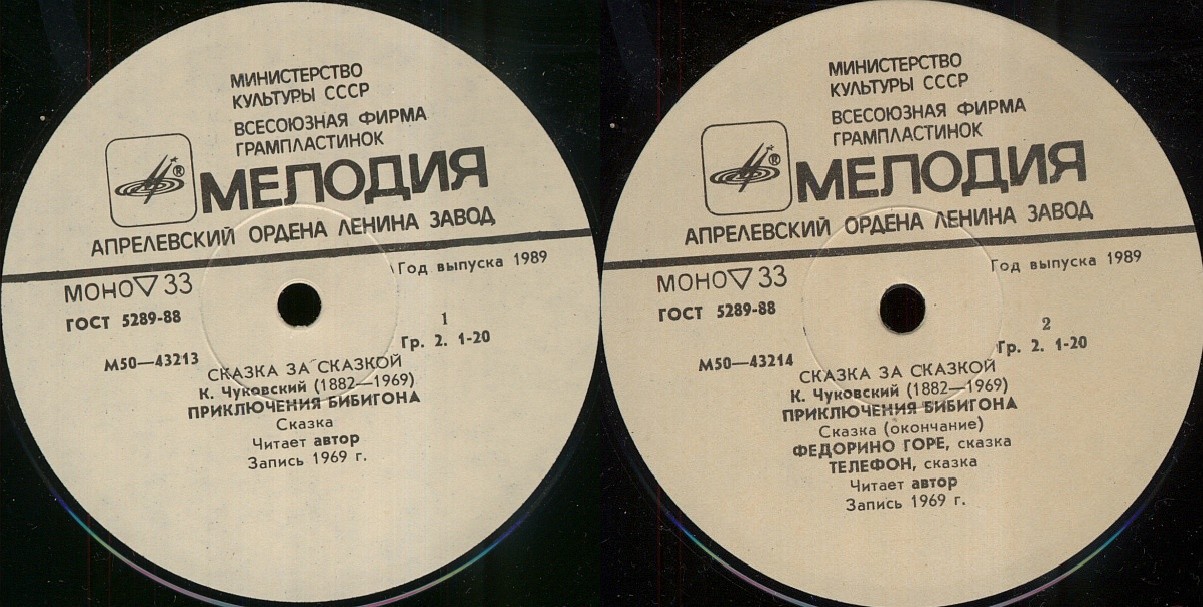 МИНИСТЕРСТВО
КУЛЬТУРЫ СССР
ВСЕСОЮЗНАЯ ФИРМА
ГРАМПЛАСТИНОК
®
МЕЛОДИЯ
АПРЕЛЕВСКИЙ ОРДЕНА ЛЕНИНА ЗАВОД
МОНО▽33
Год выпуска 1989
ГОСТ 5289-88
1
Гр. 2. 1-20
М50—43213
СКАЗКА ЗА СКАЗКОЙ
К. Чуковский (1882—1969)
ПРИКЛЮЧЕНИЯ БИБИГОНА
Сказка
Читает автор
Запись 1969 г.
МИНИСТЕРСТВО
КУЛЬТУРЫ СССР
ВСЕСОЮЗНАЯ ФИРМА
ГРАМПЛАСТИНОК
®
МЕЛОДИЯ
АПРЕЛЕВСКИЙ ОРДЕНА ЛЕНИНА ЗАВОД
МОНО▽33
Год выпуска 1989
ГОСТ 5289-88
2
Гр. 2. 1-20
М50—43214
СКАЗКА ЗА СКАЗКОЙ
К. Чуковский (1882—1969)
ПРИКЛЮЧЕНИЯ БИБИГОНА
Сказка (окончание)
ФЕДОРИНО ГОРЕ, сказка
ТЕЛЕФОН, сказка
Читает автор
Запись 1969 г.